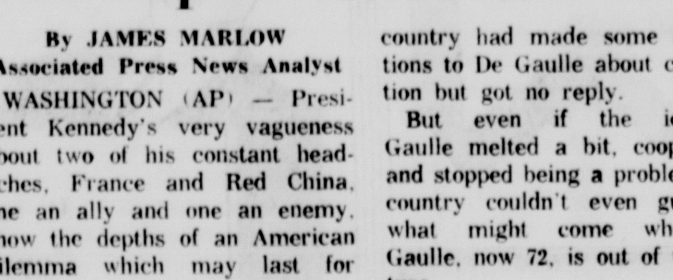 By JAMES MARLOW
Associated Press News Analyst
WASHINGTON (AP) — Presi-
ent Kennedy's very vagueness
bout two of his constant head-
ches, France and Red China,
ne an ally and one an enemy,
how the depths of an American
ilemma which may last for
country had made some
tions to De Gaulle about c
tion but got no reply.
But even if the ic
Gaulle melted a bit, coop
and stopped being a proble
country couldn't even gu
what might come wh
Gaulle, now 72, is out of